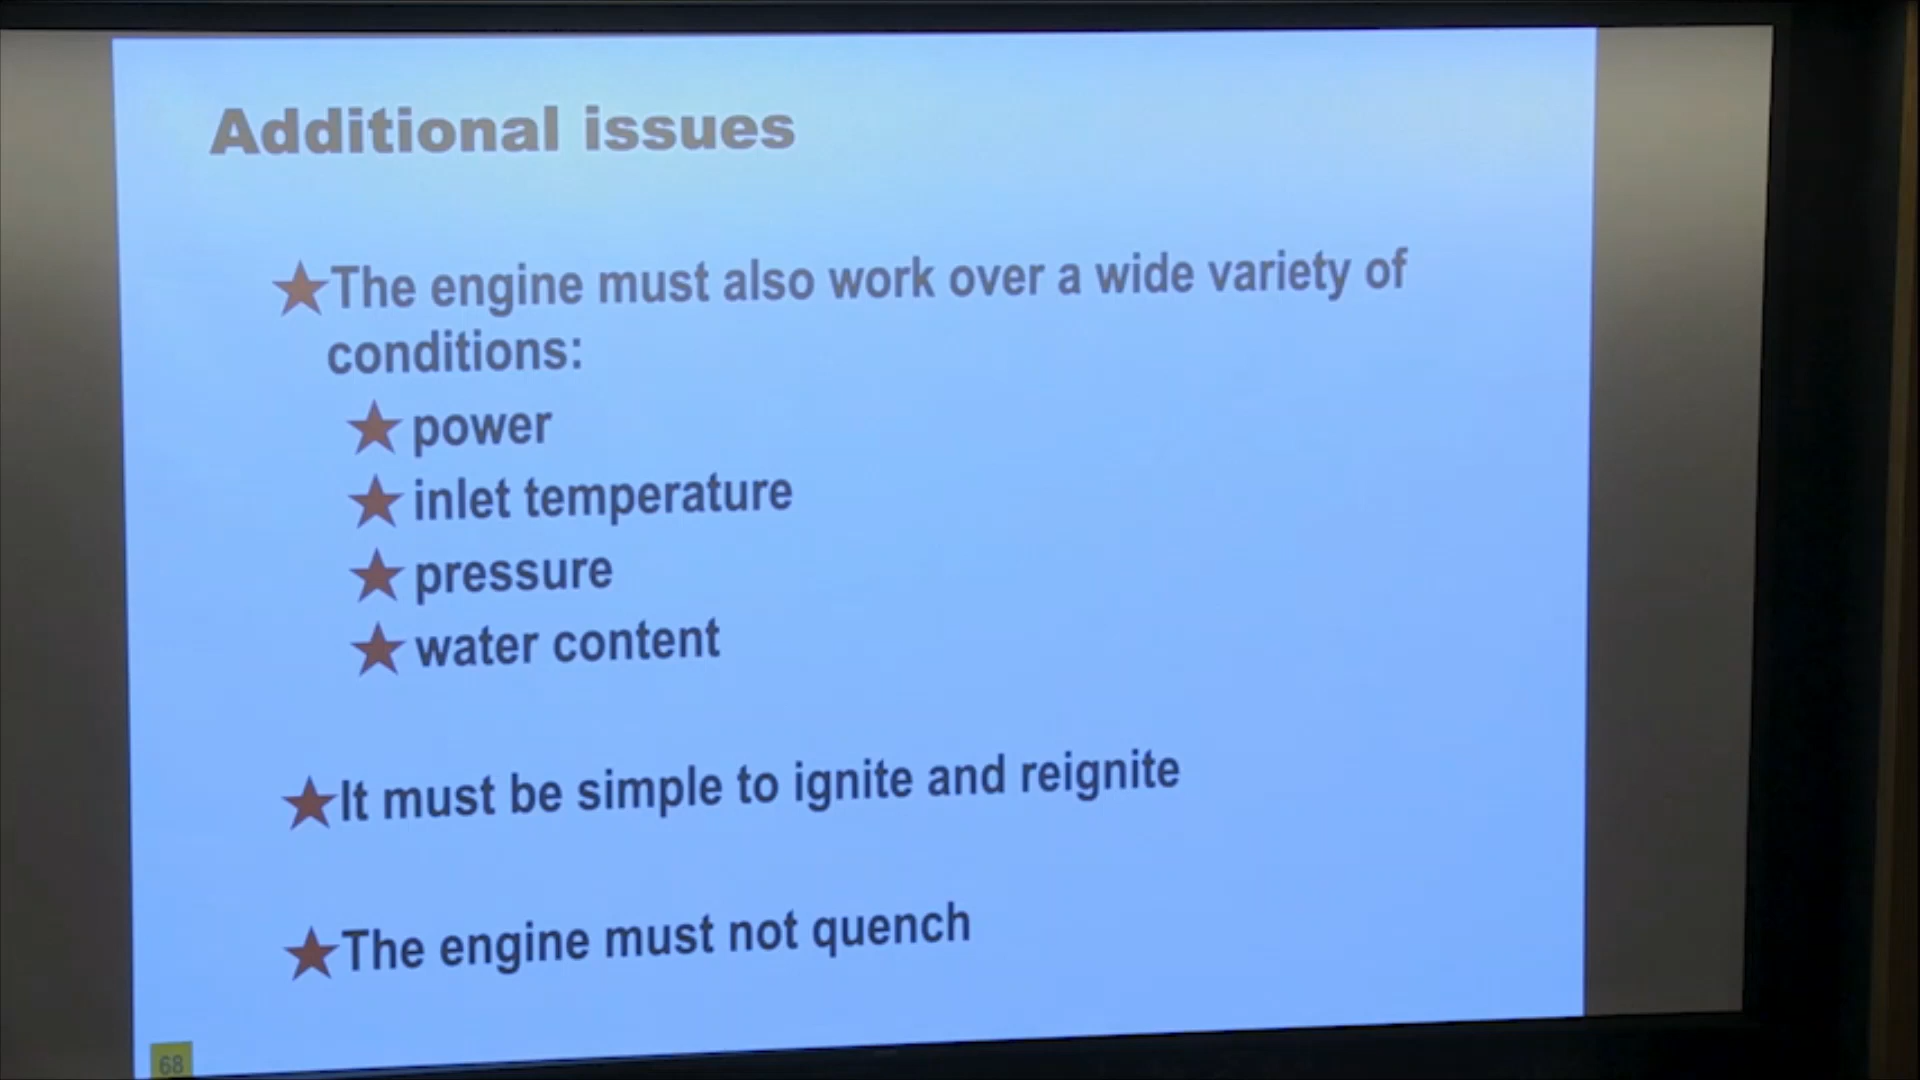 Additional issues
The engine must also work over a wide variety of
conditions:
power
inlet temperature
pressure
water content
It must be simple to ignite and reignite
The engine must not quench
68